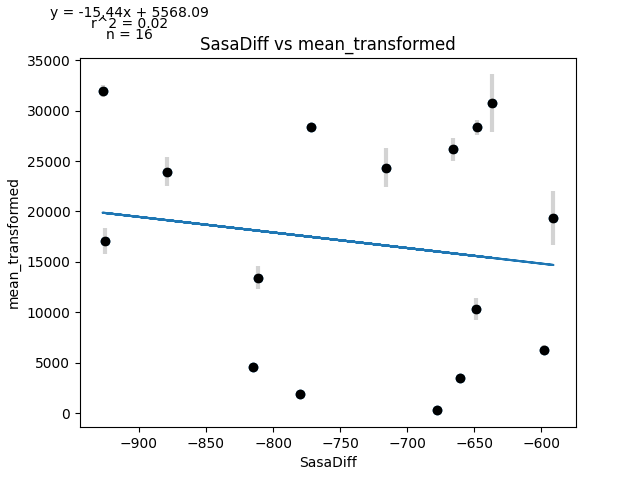 y = -15.44x + 5568.09
r^2 = 0.02
n = 16
SasaDiff vs mean_transformed
35000
30000
25000
20000
15000
10000
5000
0
mean_transformed
−900
−850
−800
−750
−700
−650
−600
SasaDiff